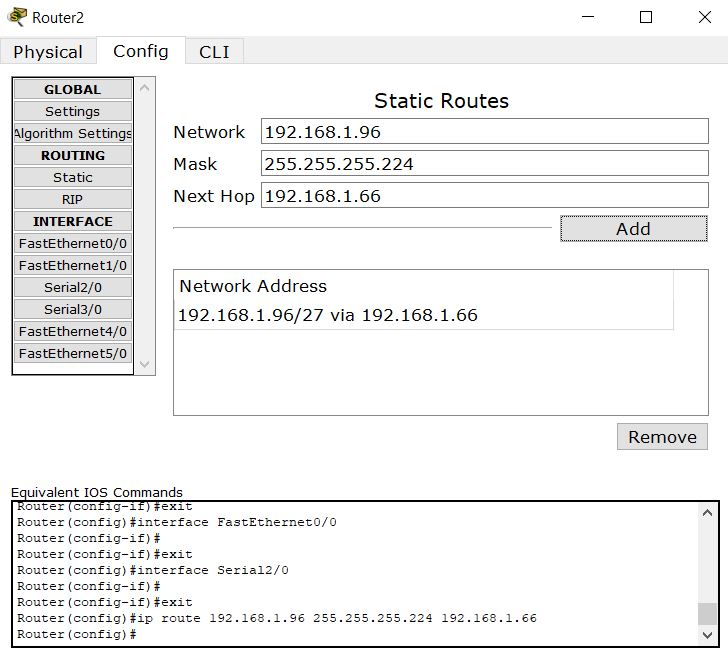 Router2
Physical Config CLI
GLOBAL
Settings
Algorithm Settings
ROUTING
Static
RIP
INTERFACE
FastEthernet0/0
FastEthernet1/0
Serial2/0
Serial3/0
FastEthernet4/0
FastEthernet5/0
Static Routes
Network 192.168.1.96
Mask 255.255.255.224
Next Hop 192.168.1.66
Add
Network Address
192.168.1.96/27 via 192.168.1.66
Remove
Equivalent IOS Commands
Router(config-if)#exit
Router(config)#interface FastEthernet0/0
Router(config-if)#
Router(config-if)#exit
Router(config)#interface Serial2/0
Router(config-if)#
Router(config-if)#exit
Router(config)#ip route 192.168.1.96 255.255.255.224 192.168.1.66
Router(config)#